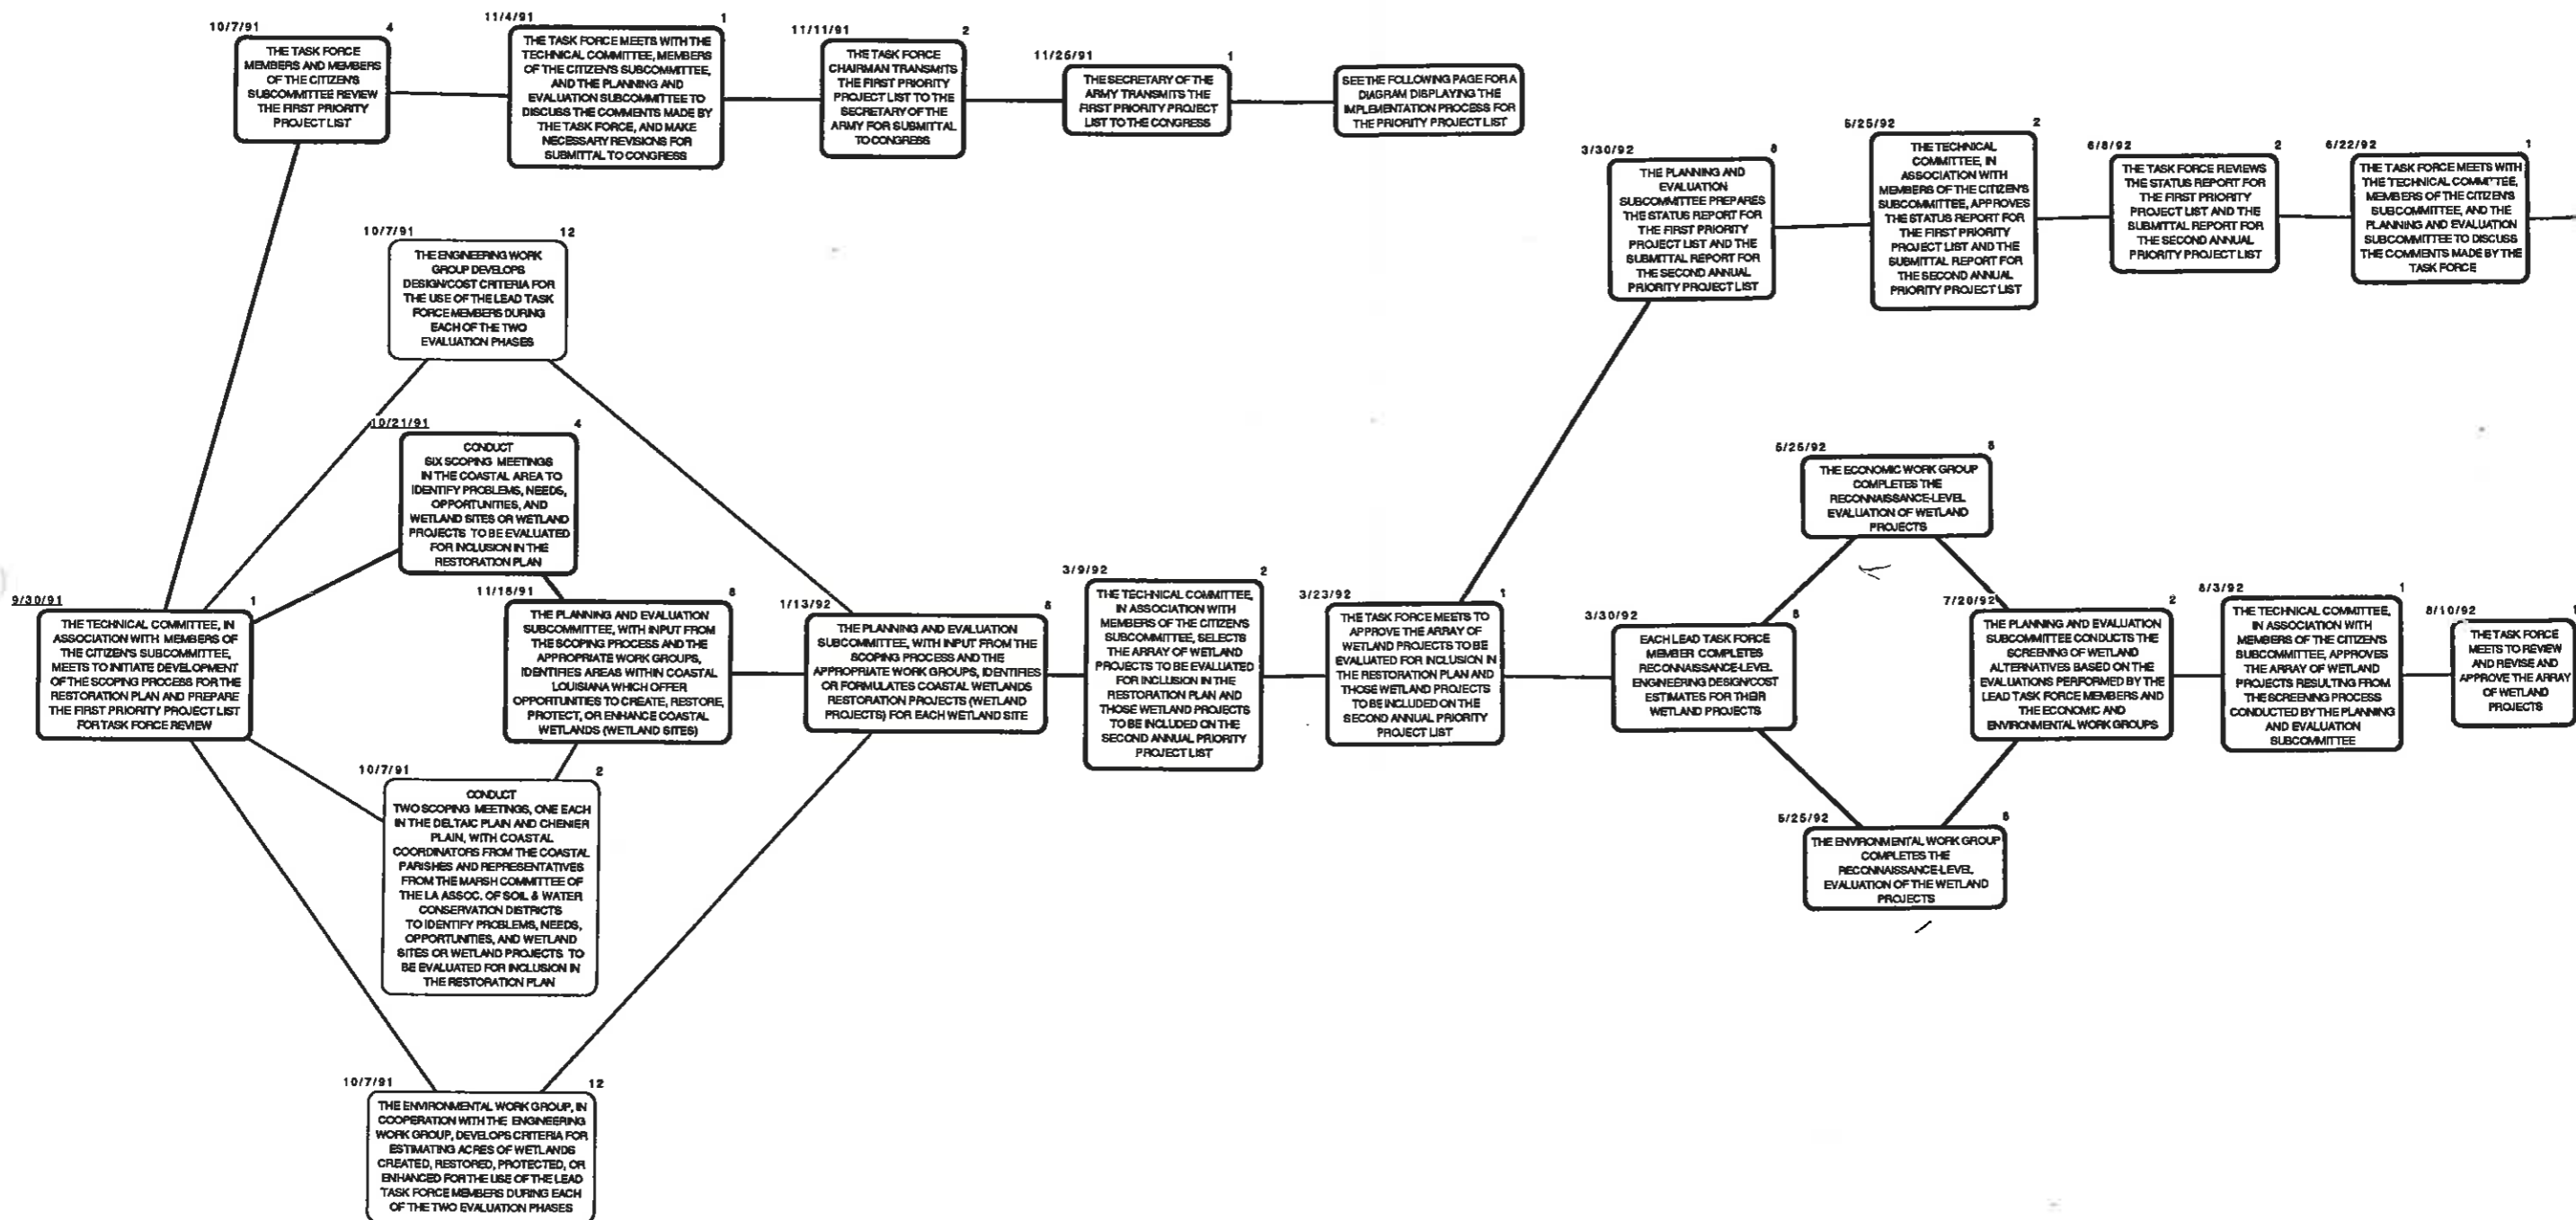 10/7/91 4
THE TASK FORCE
MEMBERS AND MEMBERS
OF THE CITIZEN'S
SUBCOMMITTEE REVIEW
THE FIRST PRIORITY
PROJECT LIST
11/4/91 1
THE TASK FORCE MEETS WITH THE
TECHNICAL COMMITTEE, MEMBERS
OF THE CITIZEN'S SUBCOMMITTEE,
AND THE PLANNING AND
EVALUATION SUBCOMMITTEE TO
DISCUSS THE COMMENTS MADE BY
THE TASK FORCE, AND MAKE
NECESSARY REVISIONS FOR
SUBMITTAL TO CONGRESS
11/11/91 2
THE TASK FORCE
CHAIRMAN TRANSMITS
THE FIRST PRIORITY
PROJECT LIST TO THE
SECRETARY OF THE
ARMY FOR SUBMITTAL
TO CONGRESS
11/25/91 1
THE SECRETARY OF THE
ARMY TRANSMITS THE
FIRST PRIORITY PROJECT
LIST TO THE CONGRESS
SEE THE FOLLOWING PAGE FOR A
DIAGRAM DISPLAYING THE
IMPLEMENTATION PROCESS FOR
THE PRIORITY PROJECT LIST
3/30/92 8
THE PLANNING AND
EVALUATION
SUBCOMMITTEE PREPARES
THE STATUS REPORT FOR
THE FIRST PRIORITY
PROJECT LIST AND THE
SUBMITTAL REPORT FOR
THE SECOND ANNUAL
PRIORITY PROJECT LIST
5/25/92 2
THE TECHNICAL
COMMITTEE, IN
ASSOCIATION WITH
MEMBERS OF THE CITIZEN'S
SUBCOMMITTEE, APPROVES
THE STATUS REPORT FOR
THE FIRST PRIORITY
PROJECT LIST AND THE
SUBMITTAL REPORT FOR
THE SECOND ANNUAL
PRIORITY PROJECT LIST
6/8/92 2
THE TASK FORCE REVIEWS
THE STATUS REPORT FOR
THE FIRST PRIORITY
PROJECT LIST AND THE
SUBMITTAL REPORT FOR
THE SECOND ANNUAL
PRIORITY PROJECT LIST
6/22/92 1
THE TASK FORCE MEETS WITH
THE TECHNICAL COMMITTEE,
MEMBERS OF THE CITIZEN'S
SUBCOMMITTEE, AND THE
PLANNING AND EVALUATION
SUBCOMMITTEE TO DISCUSS
THE COMMENTS MADE BY THE
TASK FORCE
10/7/91 12
THE ENGINEERING WORK
GROUP DEVELOPS
DESIGN/COST CRITERIA FOR
THE USE OF THE LEAD TASK
FORCE MEMBERS DURING
EACH OF THE TWO
EVALUATION PHASES
10/21/91 4
CONDUCT
SIX SCOPING MEETINGS
IN THE COASTAL AREA TO
IDENTIFY PROBLEMS, NEEDS,
OPPORTUNITIES, AND
WETLAND SITES OR WETLAND
PROJECTS TO BE EVALUATED
FOR INCLUSION IN THE
RESTORATION PLAN
9/30/91 1
THE TECHNICAL COMMITTEE, IN
ASSOCIATION WITH MEMBERS OF
THE CITIZEN'S SUBCOMMITTEE,
MEETS TO INITIATE DEVELOPMENT
OF THE SCOPING PROCESS FOR THE
RESTORATION PLAN AND PREPARE
THE FIRST PRIORITY PROJECT LIST
FOR TASK FORCE REVIEW
11/18/91 8
THE PLANNING AND EVALUATION
SUBCOMMITTEE, WITH INPUT FROM
THE SCOPING PROCESS AND THE
APPROPRIATE WORK GROUPS,
IDENTIFIES AREAS WITHIN COASTAL
LOUISIANA WHICH OFFER
OPPORTUNITIES TO CREATE, RESTORE,
PROTECT, OR ENHANCE COASTAL
WETLANDS (WETLAND SITES)
1/13/92 8
THE PLANNING AND EVALUATION
SUBCOMMITTEE, WITH INPUT FROM THE
SCOPING PROCESS AND THE
APPROPRIATE WORK GROUPS, IDENTIFIES
OR FORMULATES COASTAL WETLANDS
RESTORATION PROJECTS (WETLAND
PROJECTS) FOR EACH WETLAND SITE
3/9/92 2
THE TECHNICAL COMMITTEE,
IN ASSOCIATION WITH
MEMBERS OF THE CITIZEN'S
SUBCOMMITTEE, SELECTS
THE ARRAY OF WETLAND
PROJECTS TO BE EVALUATED
FOR INCLUSION IN THE
RESTORATION PLAN AND
THOSE WETLAND PROJECTS
TO BE INCLUDED ON THE
SECOND ANNUAL PRIORITY
PROJECT LIST
3/23/92 1
THE TASK FORCE MEETS TO
APPROVE THE ARRAY OF
WETLAND PROJECTS TO BE
EVALUATED FOR INCLUSION IN
THE RESTORATION PLAN AND
THOSE WETLAND PROJECTS
TO BE INCLUDED ON THE
SECOND ANNUAL PRIORITY
PROJECT LIST
3/30/92 8
EACH LEAD TASK FORCE
MEMBER COMPLETES
RECONNAISSANCE-LEVEL
ENGINEERING DESIGN/COST
ESTIMATES FOR THEIR
WETLAND PROJECTS
5/25/92 8
THE ECONOMIC WORK GROUP
COMPLETES THE
RECONNAISSANCE-LEVEL
EVALUATION OF WETLAND
PROJECTS
7/20/92 2
THE PLANNING AND EVALUATION
SUBCOMMITTEE CONDUCTS THE
SCREENING OF WETLAND
ALTERNATIVES BASED ON THE
EVALUATIONS PERFORMED BY THE
LEAD TASK FORCE MEMBERS AND
THE ECONOMIC AND
ENVIRONMENTAL WORK GROUPS
8/3/92 1
THE TECHNICAL COMMITTEE,
IN ASSOCIATION WITH
MEMBERS OF THE CITIZEN'S
SUBCOMMITTEE, APPROVES
THE ARRAY OF WETLAND
PROJECTS RESULTING FROM
THE SCREENING PROCESS
CONDUCTED BY THE PLANNING
AND EVALUATION
SUBCOMMITTEE
8/10/92 1
THE TASK FORCE
MEETS TO REVIEW
AND REVISE AND
APPROVE THE ARRAY
OF WETLAND
PROJECTS
5/25/92 8
THE ENVIRONMENTAL WORK GROUP
COMPLETES THE
RECONNAISSANCE-LEVEL
EVALUATION OF THE WETLAND
PROJECTS
10/7/91 2
CONDUCT
TWO SCOPING MEETINGS, ONE EACH
IN THE DELTAIC PLAIN AND CHENIER
PLAIN, WITH COASTAL
COORDINATORS FROM THE COASTAL
PARISHES AND REPRESENTATIVES
FROM THE MARSH COMMITTEE OF
THE LA ASSOC. OF SOIL & WATER
CONSERVATION DISTRICTS
TO IDENTIFY PROBLEMS, NEEDS,
OPPORTUNITIES, AND WETLAND
SITES OR WETLAND PROJECTS TO
BE EVALUATED FOR INCLUSION IN
THE RESTORATION PLAN
10/7/91 12
THE ENVIRONMENTAL WORK GROUP, IN
COOPERATION WITH THE ENGINEERING
WORK GROUP, DEVELOPS CRITERIA FOR
ESTIMATING ACRES OF WETLANDS
CREATED, RESTORED, PROTECTED, OR
ENHANCED FOR THE USE OF THE LEAD
TASK FORCE MEMBERS DURING EACH
OF THE TWO EVALUATION PHASES